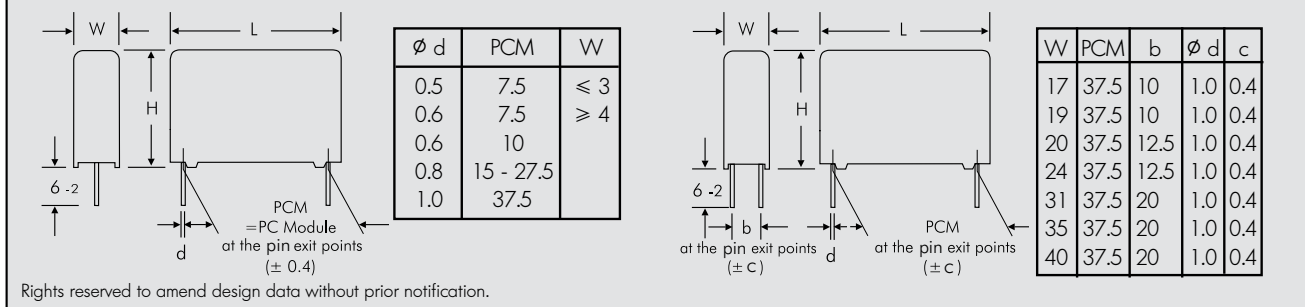 W
L
H
6 -2
d
PCM
=PC Module
at the pin exit points
(± 0.4)
Ø d PCM W
0.5 7.5 ≤ 3
0.6 7.5 ≥ 4
0.6 10
0.8 15 - 27.5
1.0 37.5
W
L
H
6 -2
b
at the pin exit points
(± c)
d
PCM
at the pin exit points
(± c)
W PCM b Ø d c
17 37.5 10 1.0 0.4
19 37.5 10 1.0 0.4
20 37.5 12.5 1.0 0.4
24 37.5 12.5 1.0 0.4
31 37.5 20 1.0 0.4
35 37.5 20 1.0 0.4
40 37.5 20 1.0 0.4
Rights reserved to amend design data without prior notification.